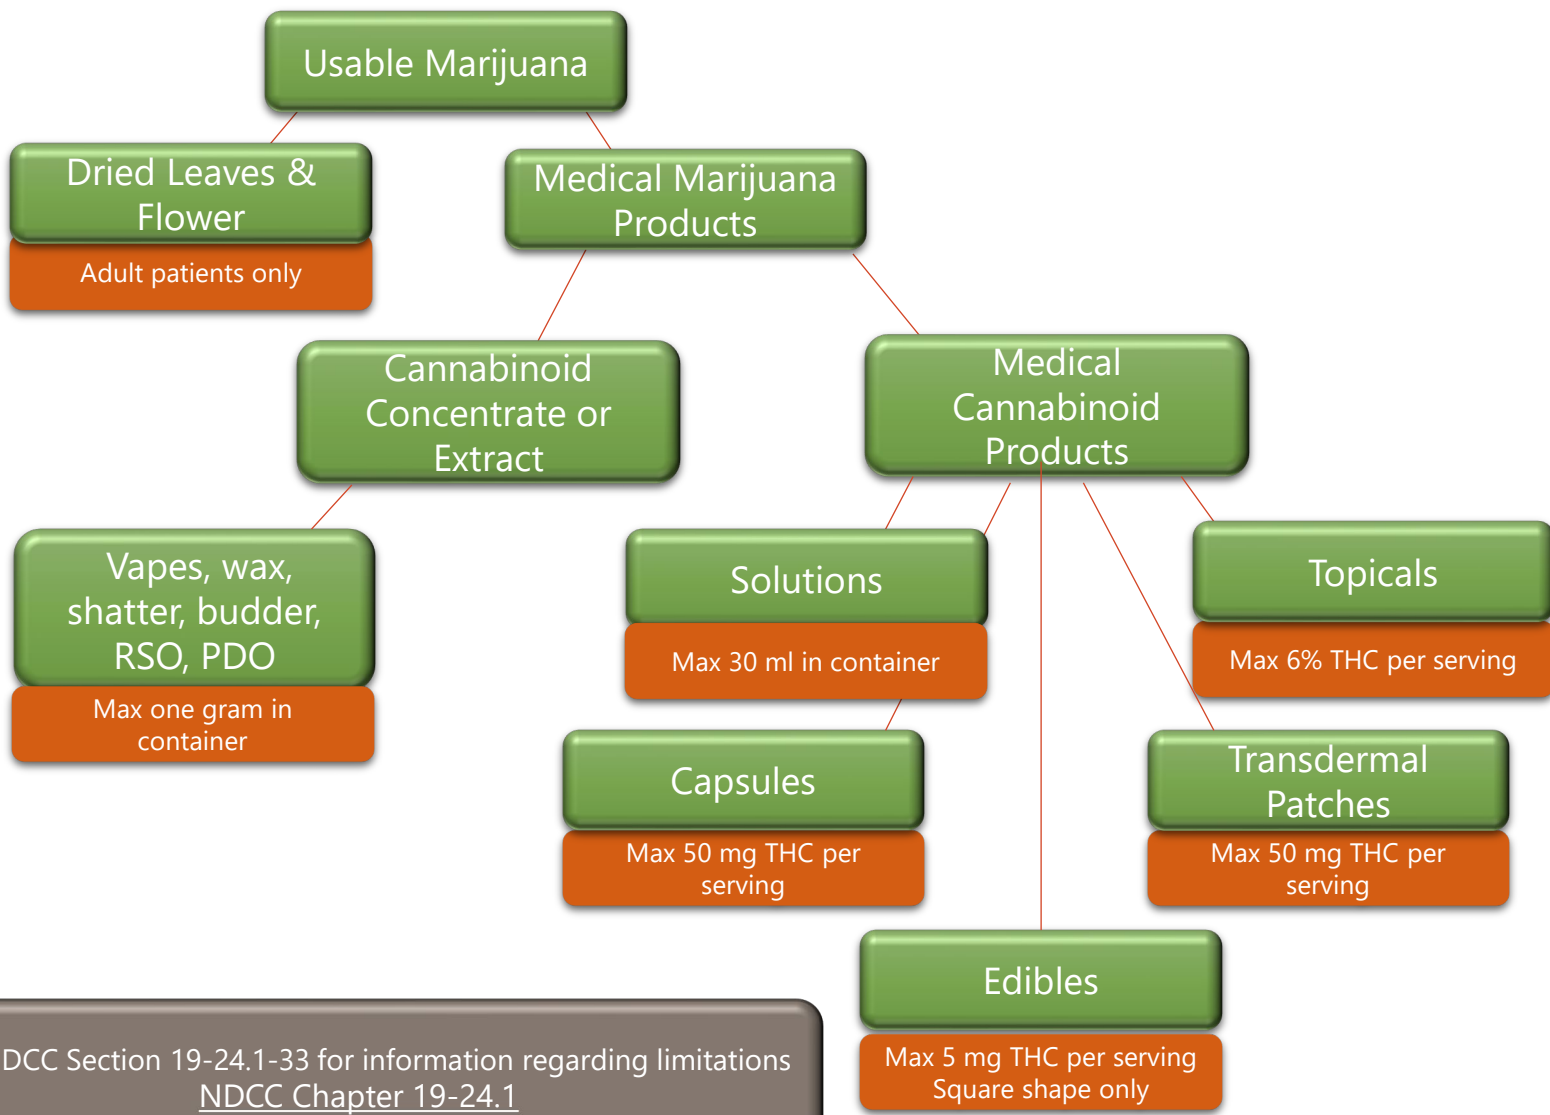 Usable Marijuana
Dried Leaves &
Flower
Adult patients only
Medical Marijuana
Products
Cannabinoid
Concentrate or
Extract
Medical
Cannabinoid
Products
Vapes, wax,
shatter, budder,
RSO, PDO
Max one gram in
container
Solutions
Max 30 ml in container
Topicals
Max 6% THC per serving
Capsules
Max 50 mg THC per
serving
Transdermal
Patches
Max 50 mg THC per
serving
Edibles
Max 5 mg THC per serving
Square shape only
DCC Section 19-24.1-33 for information regarding limitations
NDCC Chapter 19-24.1